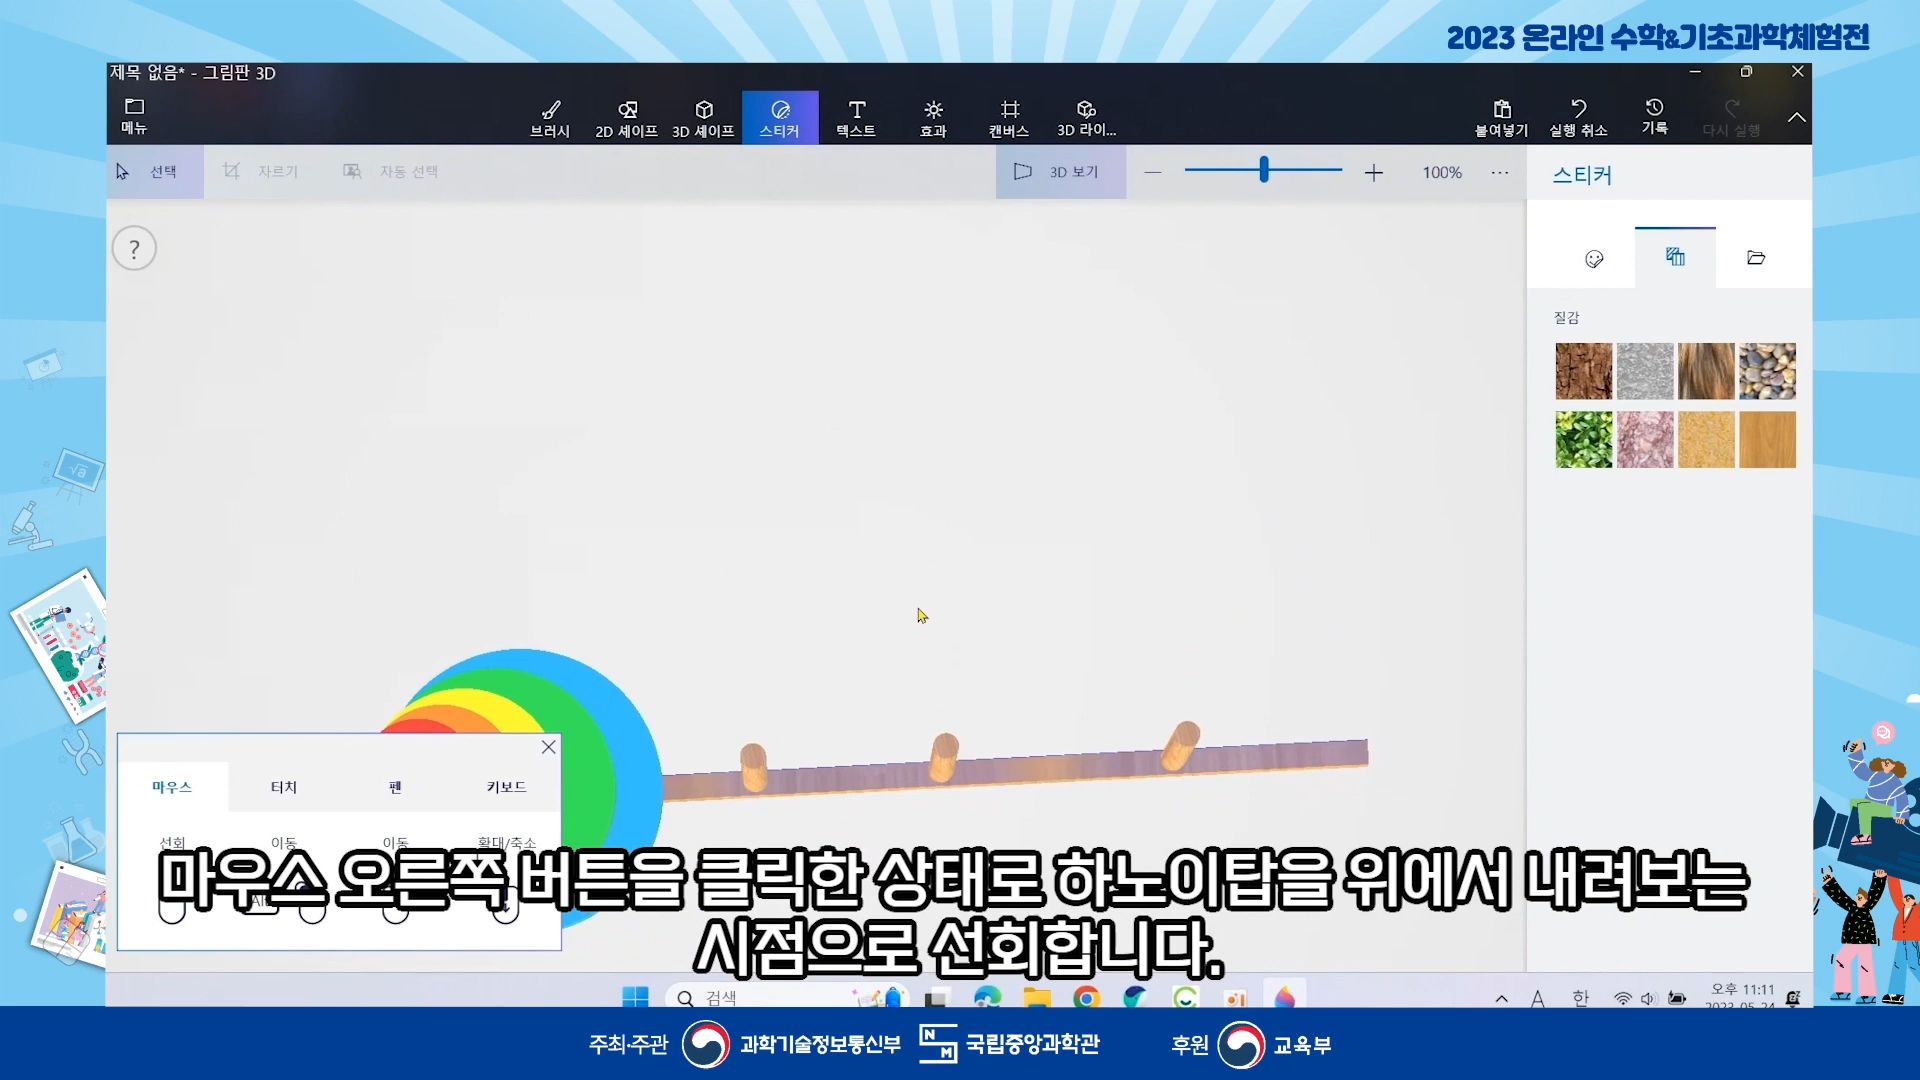 2023 온라인 수학&기초과학체험전
제목 없음* - 그림판 3D
메뉴
브러시
2D 셰이프
3D 셰이프
스티커
텍스트
효과
캔버스
3D 라이...
붙여넣기
실행 취소
기록
다시 실행
선택
자르기
자동 선택
3D 보기
100%
스티커
?
질감
마우스
터치
펜
키보드
선회
이동
이동
확대/축소
마우스 오른쪽 버튼을 클릭한 상태로 하노이탑을 위에서 내려보는
시점으로 선회합니다.
검색
A
한
오후 11:11
2023-05-24
주최·주관
과학기술정보통신부
N M
국립중앙과학관
후원
교육부